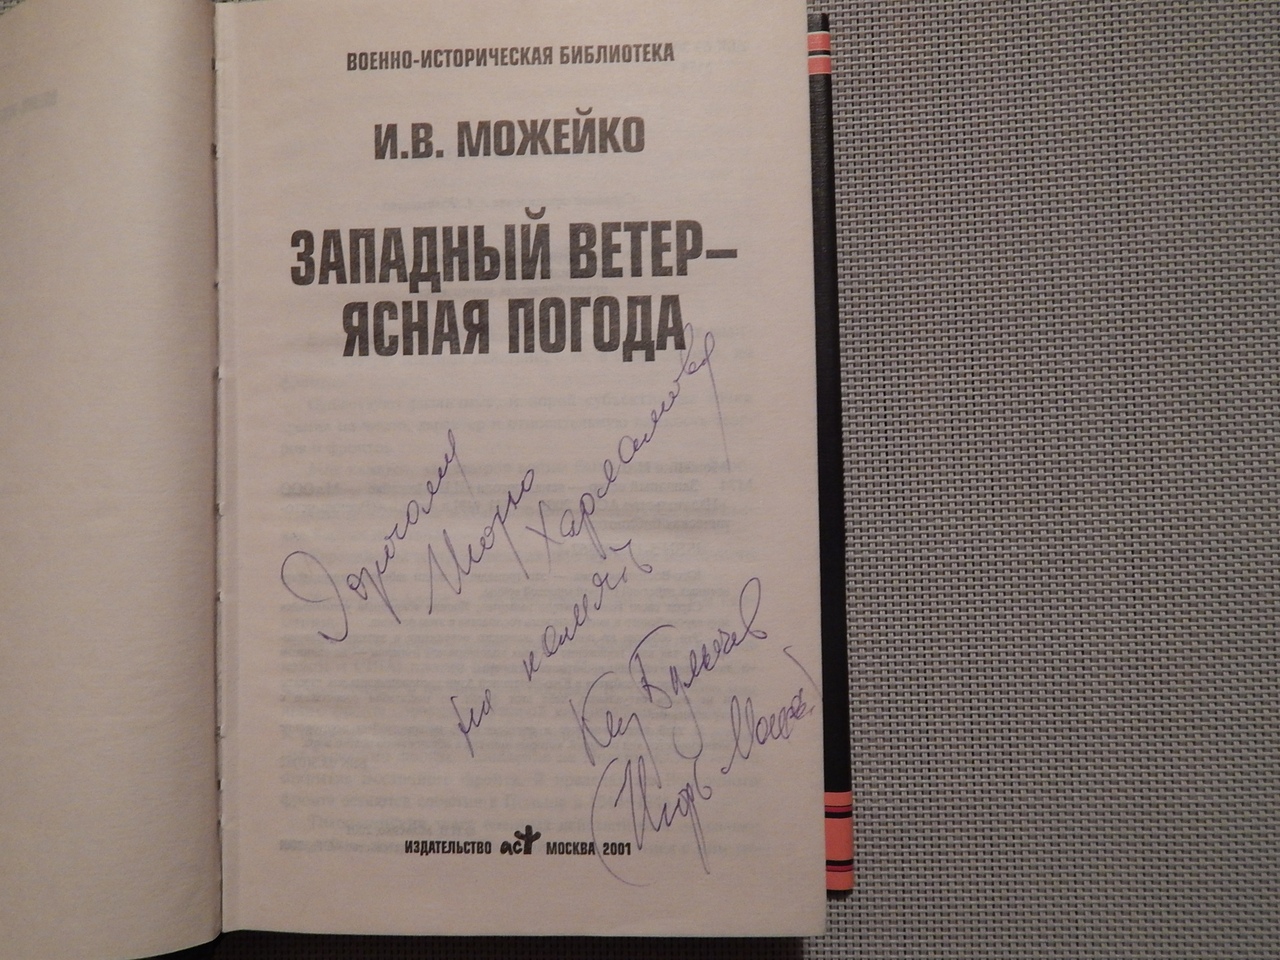 ВОЕННО-ИСТОРИЧЕСКАЯ БИБЛИОТЕКА
И.В. МОЖЕЙКО
ЗАПАДНЫЙ ВЕТЕР–
ЯСНАЯ ПОГОДА
Дорогому
Игорю
Харламову
на память
Кир Булычев
(Игорь Можейко)
ИЗДАТЕЛЬСТВО аст МОСКВА 2001